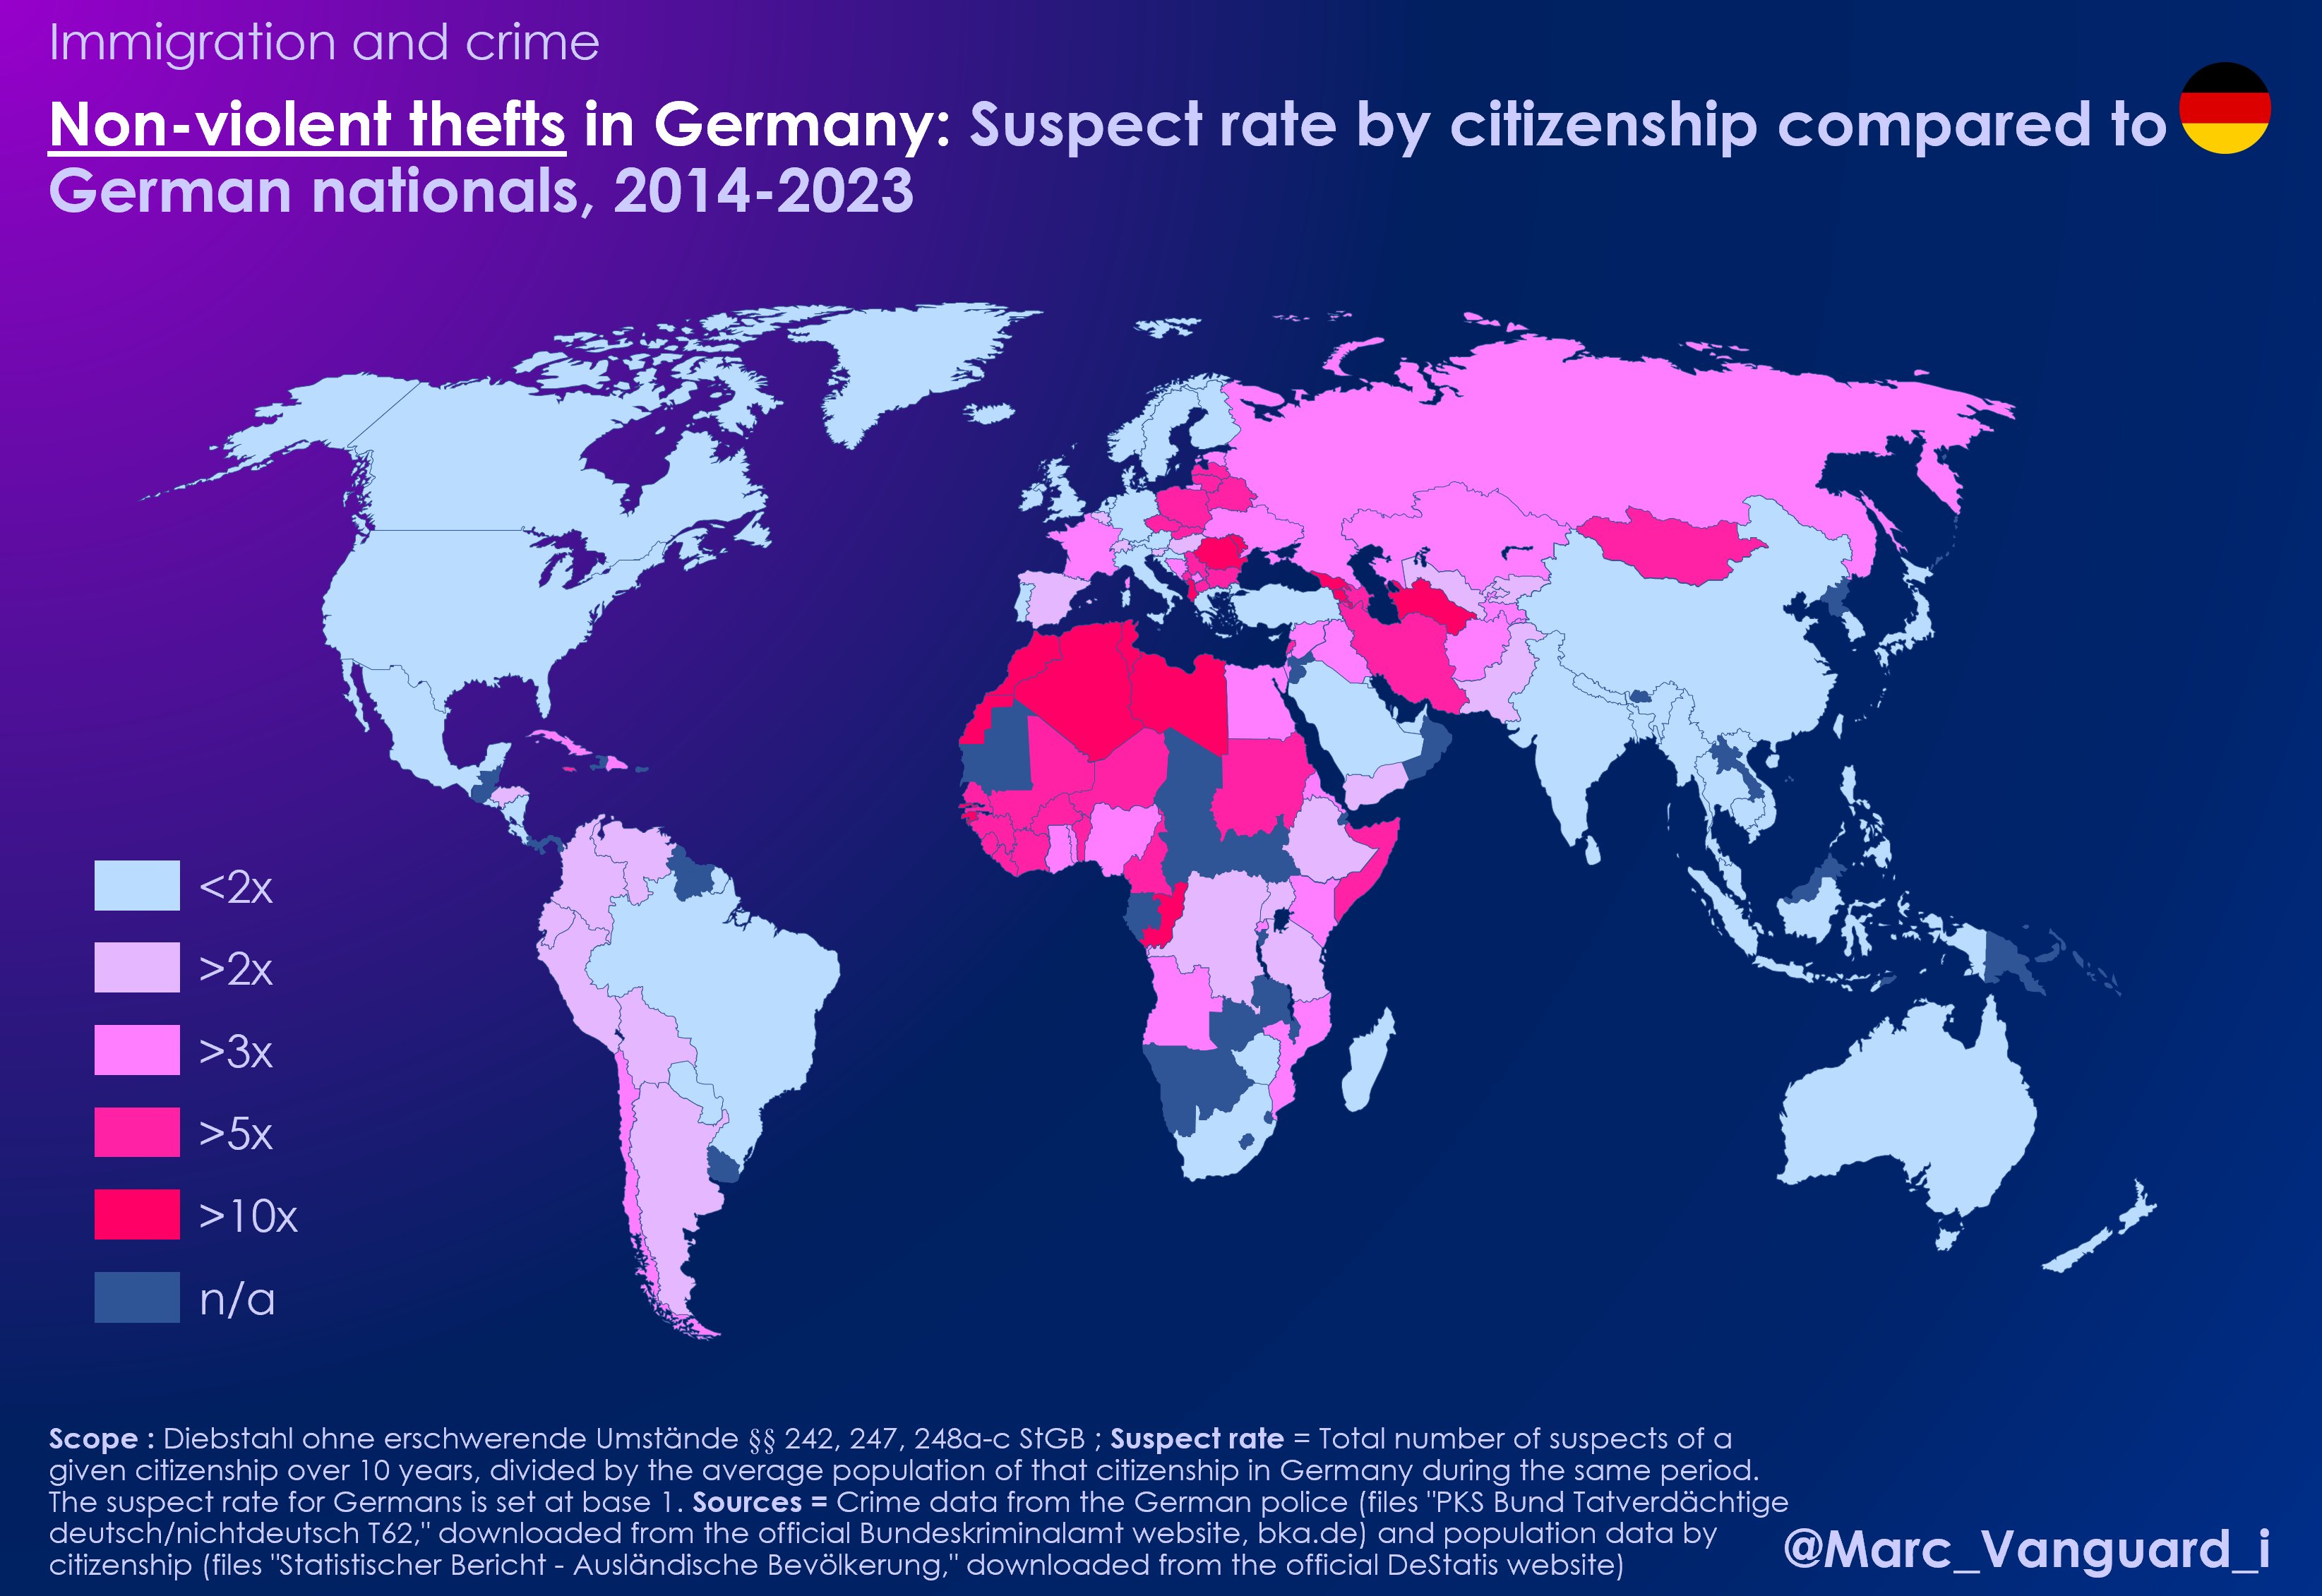 Immigration and crime
Non-violent thefts in Germany: Suspect rate by citizenship compared to
German nationals, 2014-2023
<2x
>2x
>3x
>5x
>10x
n/a
Scope : Diebstahl ohne erschwerende Umstände §§ 242, 247, 248a-c StGB ; Suspect rate = Total number of suspects of a
given citizenship over 10 years, divided by the average population of that citizenship in Germany during the same period.
The suspect rate for Germans is set at base 1. Sources = Crime data from the German police (files "PKS Bund Tatverdächtige
deutsch/nichtdeutsch T62," downloaded from the official Bundeskriminalamt website, bka.de) and population data by
citizenship (files "Statistischer Bericht - Ausländische Bevölkerung," downloaded from the official DeStatis website)
@Marc_Vanguard_i